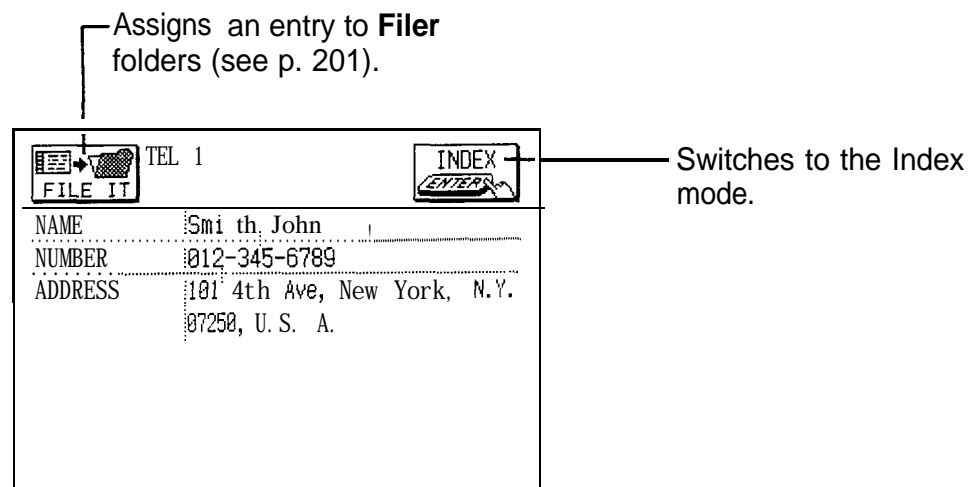 Assigns an entry to Filer
folders (see p. 201).
TEL 1
FILE IT
INDEX
ENTER
Switches to the Index
mode.
NAME Smi th, John
NUMBER 012-345-6789
ADDRESS 101 4th Ave, New York, N.Y.
07250, U.S. A.